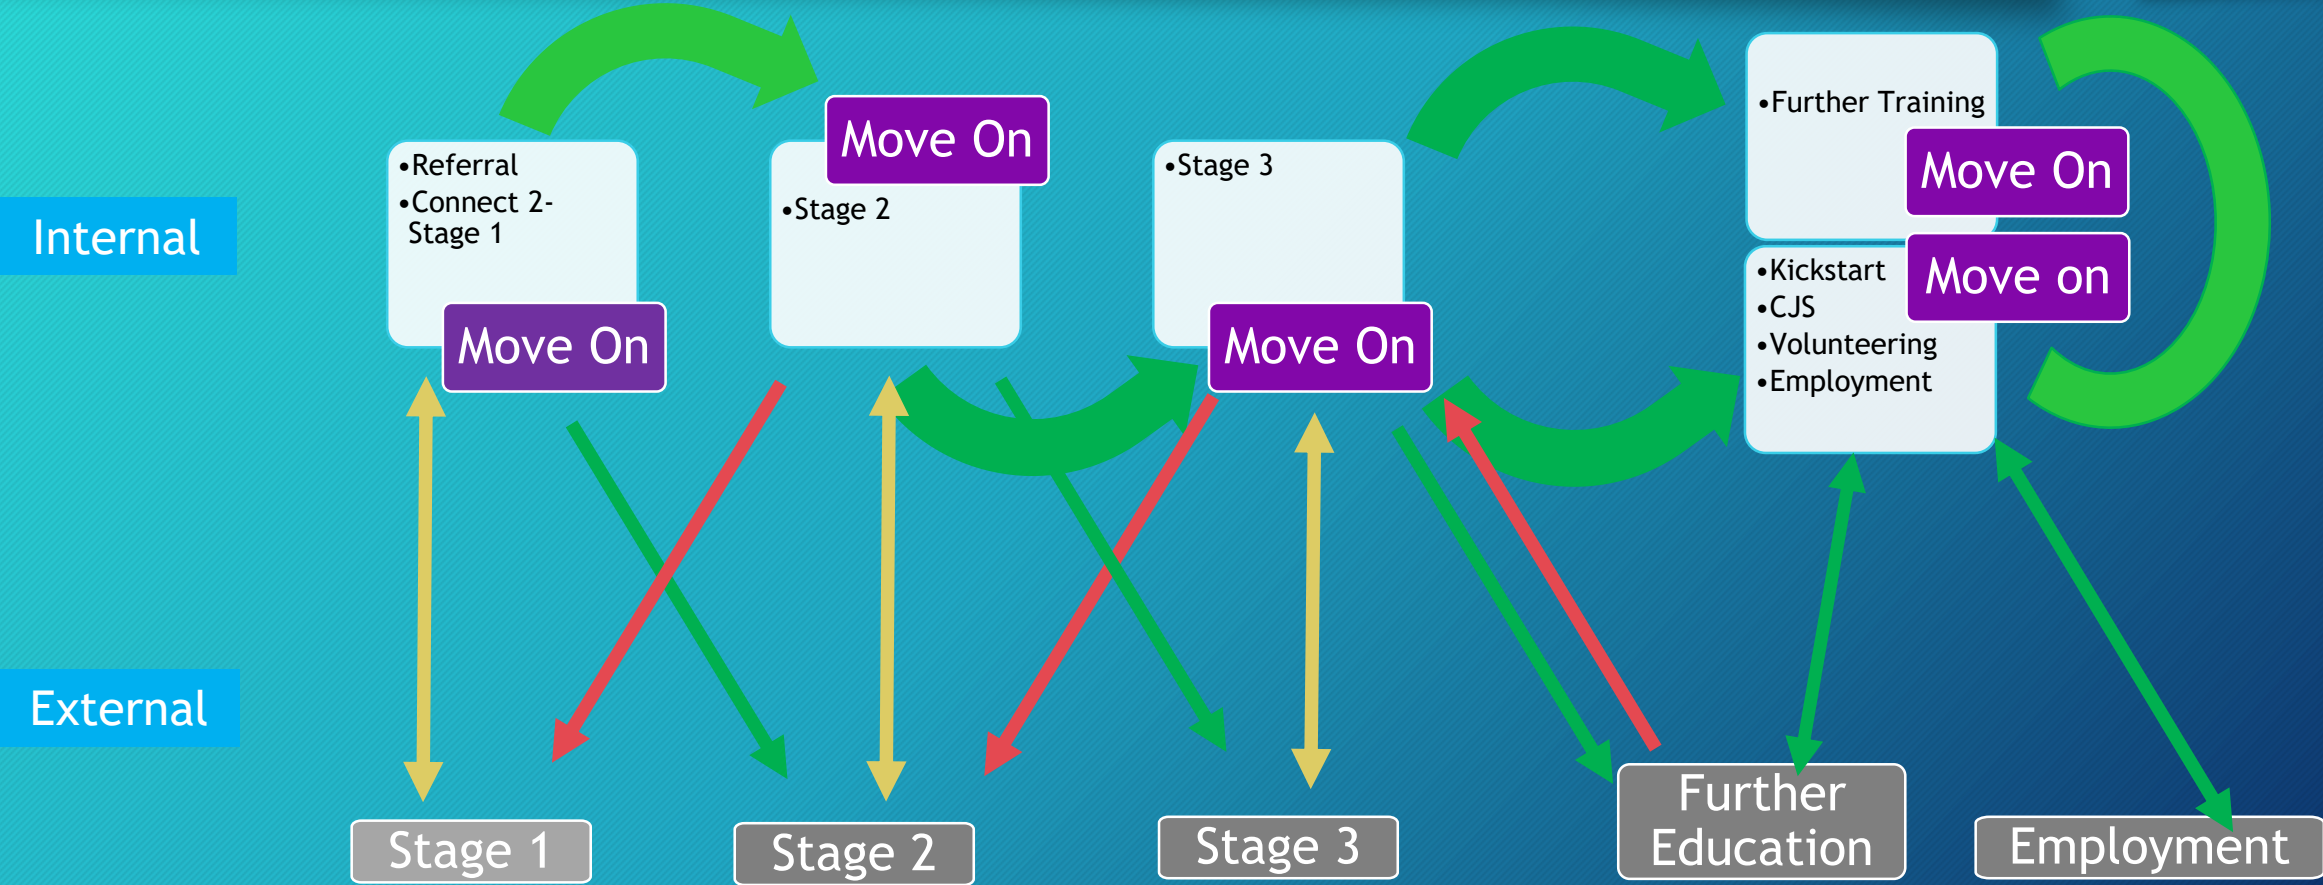 Internal
•Referral
•Connect 2-
Stage 1
Move On
Move On
•Stage 2
•Stage 3
Move On
•Further Training
Move On
Move on
•Kickstart
•CJS
•Volunteering
•Employment
External
Stage 1
Stage 2
Stage 3
Further
Education
Employment